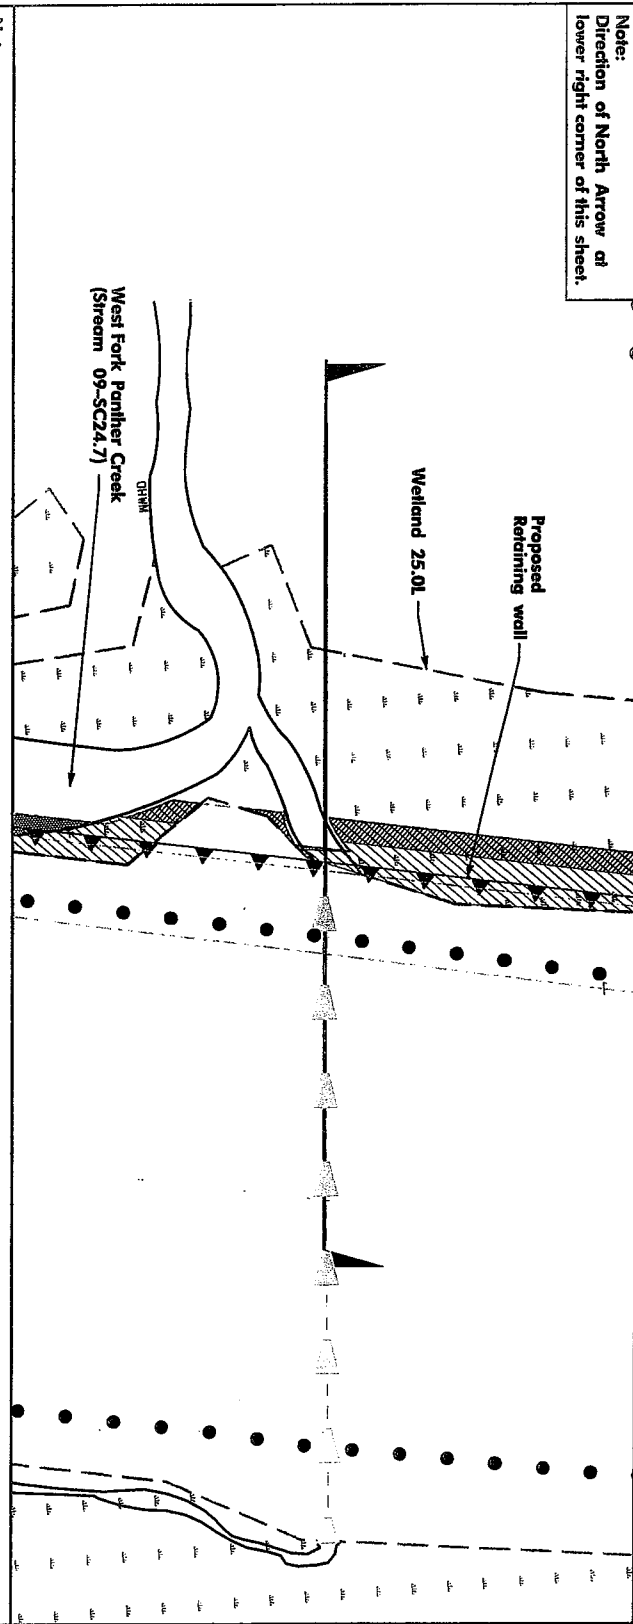 Note:
Direction of North Arrow at
lower right corner of this sheet.
Proposed
Retaining wall
Wetland 25.0L
OHWM
West Fork Panther Creek
(Stream 09-SC24.7)